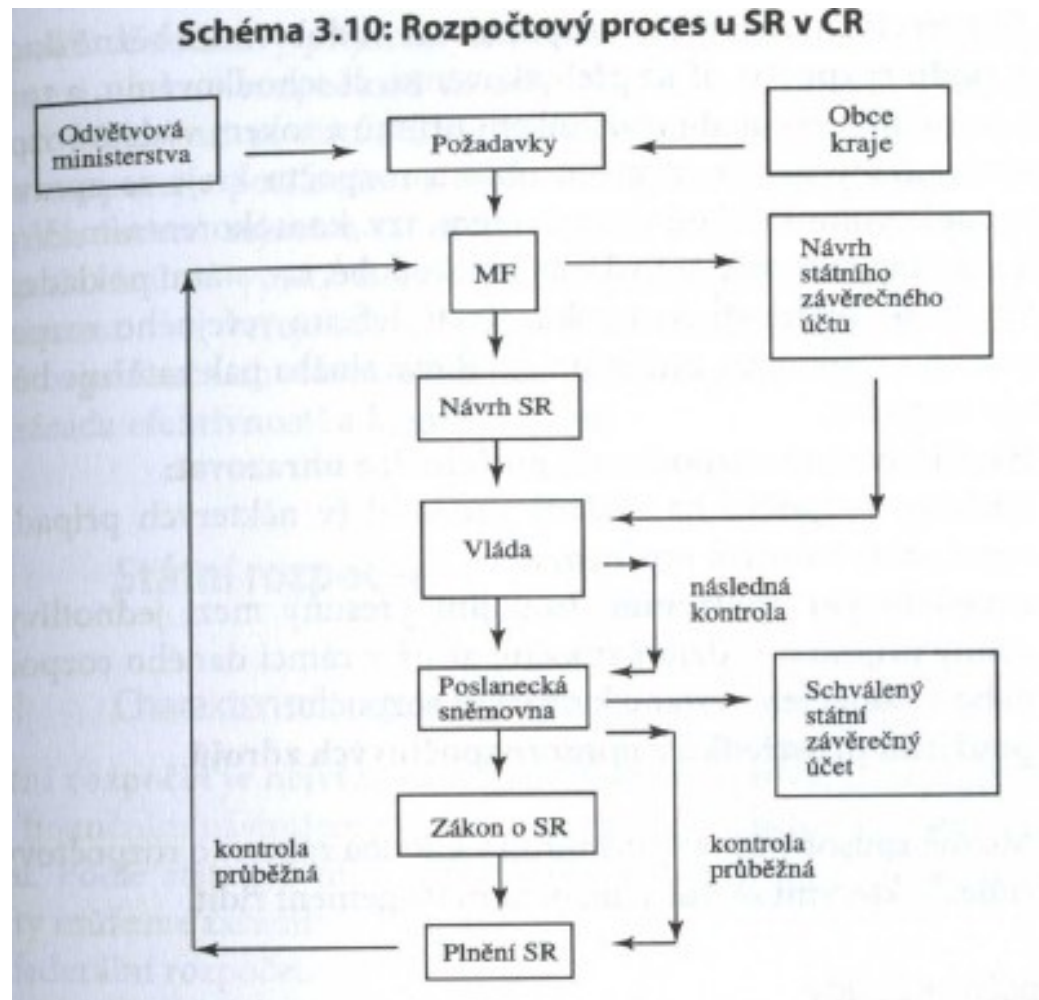 Schéma 3.10: Rozpočtový proces u SR v ČR
Odvětvová
ministerstva
Požadavky
Obce
kraje
MF
Návrh
státního
závěrečného
účtu
Návrh SR
Vláda
následná
kontrola
Poslanecká
sněmovna
Schválený
státní
závěrečný
účet
Zákon o SR
kontrola
průběžná
kontrola
průběžná
Plnění SR